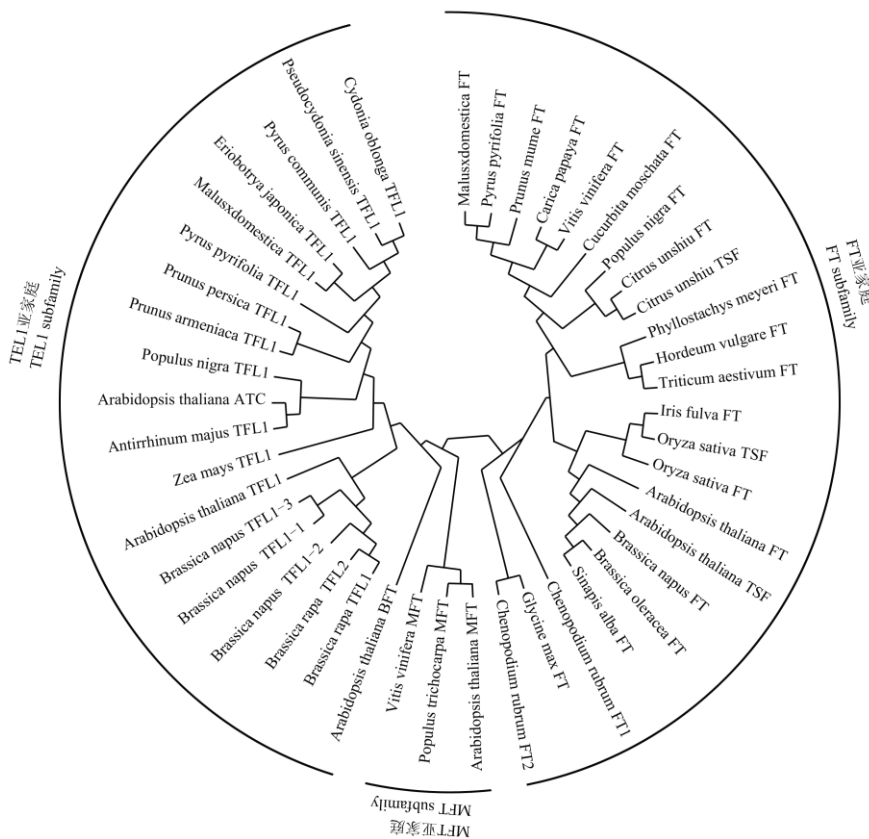 Malusxdomestica FT
Pyrus pyrifolia FT
Prunus mume FT
Carica papaya FT
Vitis vinifera FT
Cucurbita moschata FT
Populus nigra FT
Citrus unshiu FT
Citrus unshiu TSF
Phyllostachys meyeri FT
Hordeum vulgare FT
Triticum aestivum FT
Iris fulva FT
Oryza sativa TSF
Oryza sativa FT
Arabidopsis thaliana FT
Arabidopsis thaliana TSF
Brassica napus FT
Brassica oleracea FT
Sinapis alba FT
Chenopodium rubrum FT1
Glycine max FT
Chenopodium rubrum FT2
Arabidopsis thaliana MFT
Populus trichocarpa MFT
Vitis vinifera MFT
Arabidopsis thaliana BFT
Brassica rapa TFL1
Brassica rapa TFL2
Brassica napus TFL1-2
Brassica napus TFL1-1
Brassica napus TFL1-3
Arabidopsis thaliana TFL1
Zea mays TFL1
Antirrhinum majus TFL1
Arabidopsis thaliana ATC
Populus nigra TFL1
Prunus armeniaca TFL1
Prunus persica TFL1
Pyrus pyrifolia TFL1
Malusxdomestica TFL1
Eriobotrya japonica TFL1
Pyrus communis TFL1
Pseudocydonia sinensis TFL1
Cydonia oblonga TFL1
FT亚家庭
FT subfamily
MFT亚家庭
MFT subfamily
TEL1亚家庭
TEL1 subfamily